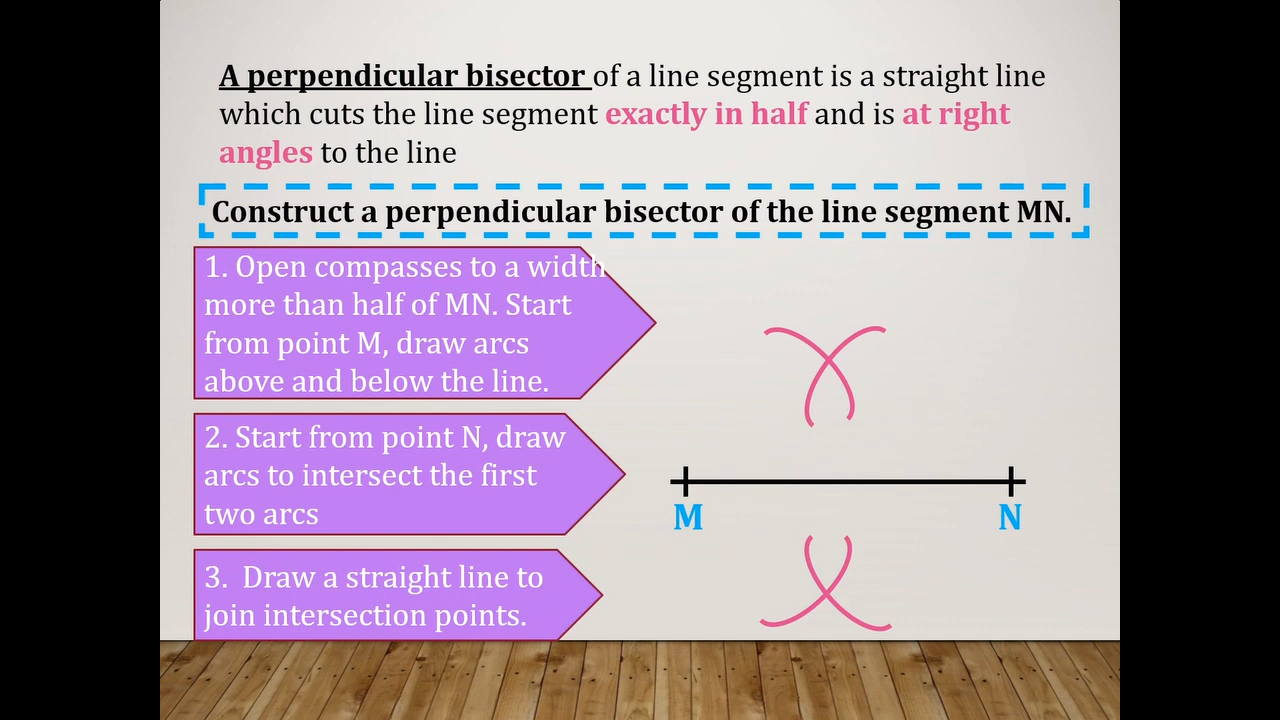 A perpendicular bisector of a line segment is a straight line
which cuts the line segment exactly in half and is at right
angles to the line
Construct a perpendicular bisector of the line segment MN.
1. Open compasses to a width
more than half of MN. Start
from point M, draw arcs
above and below the line.
2. Start from point N, draw
arcs to intersect the first
two arcs
3. Draw a straight line to
join intersection points.
M
N